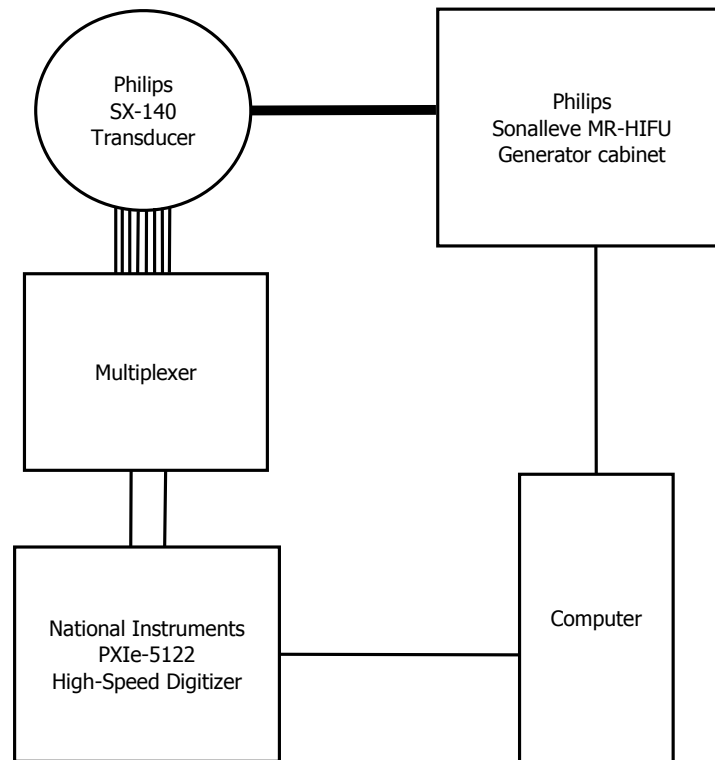 Philips
SX-140
Transducer
Philips
Sonalleve MR-HIFU
Generator cabinet
Multiplexer
National Instruments
PXIe-5122
High-Speed Digitizer
Computer